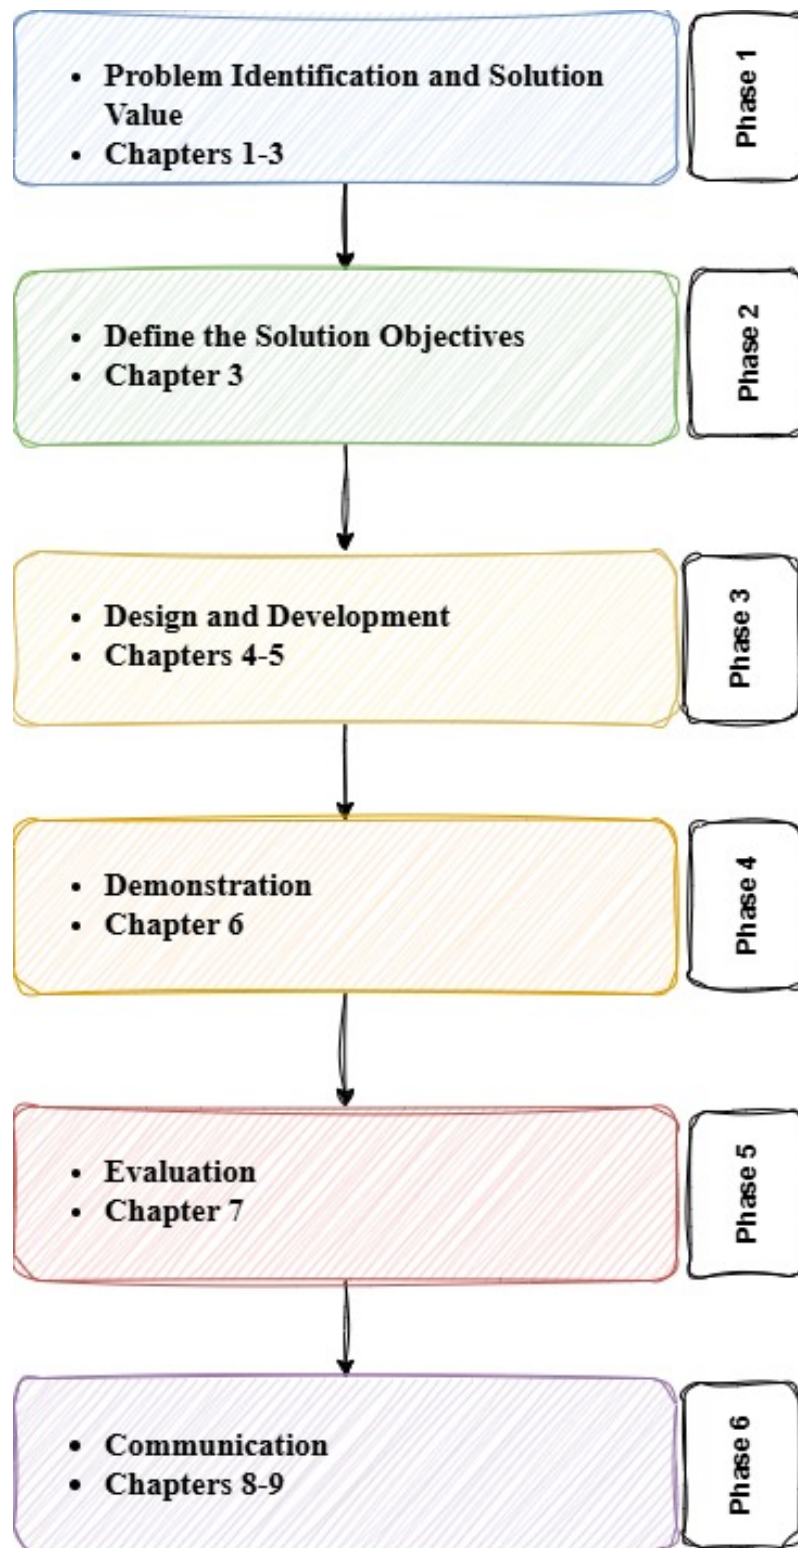 • Problem Identification and Solution
Value
• Chapters 1-3
Phase 1
• Define the Solution Objectives
• Chapter 3
Phase 2
• Design and Development
• Chapters 4-5
Phase 3
• Demonstration
• Chapter 6
Phase 4
• Evaluation
• Chapter 7
Phase 5
• Communication
• Chapters 8-9
Phase 6